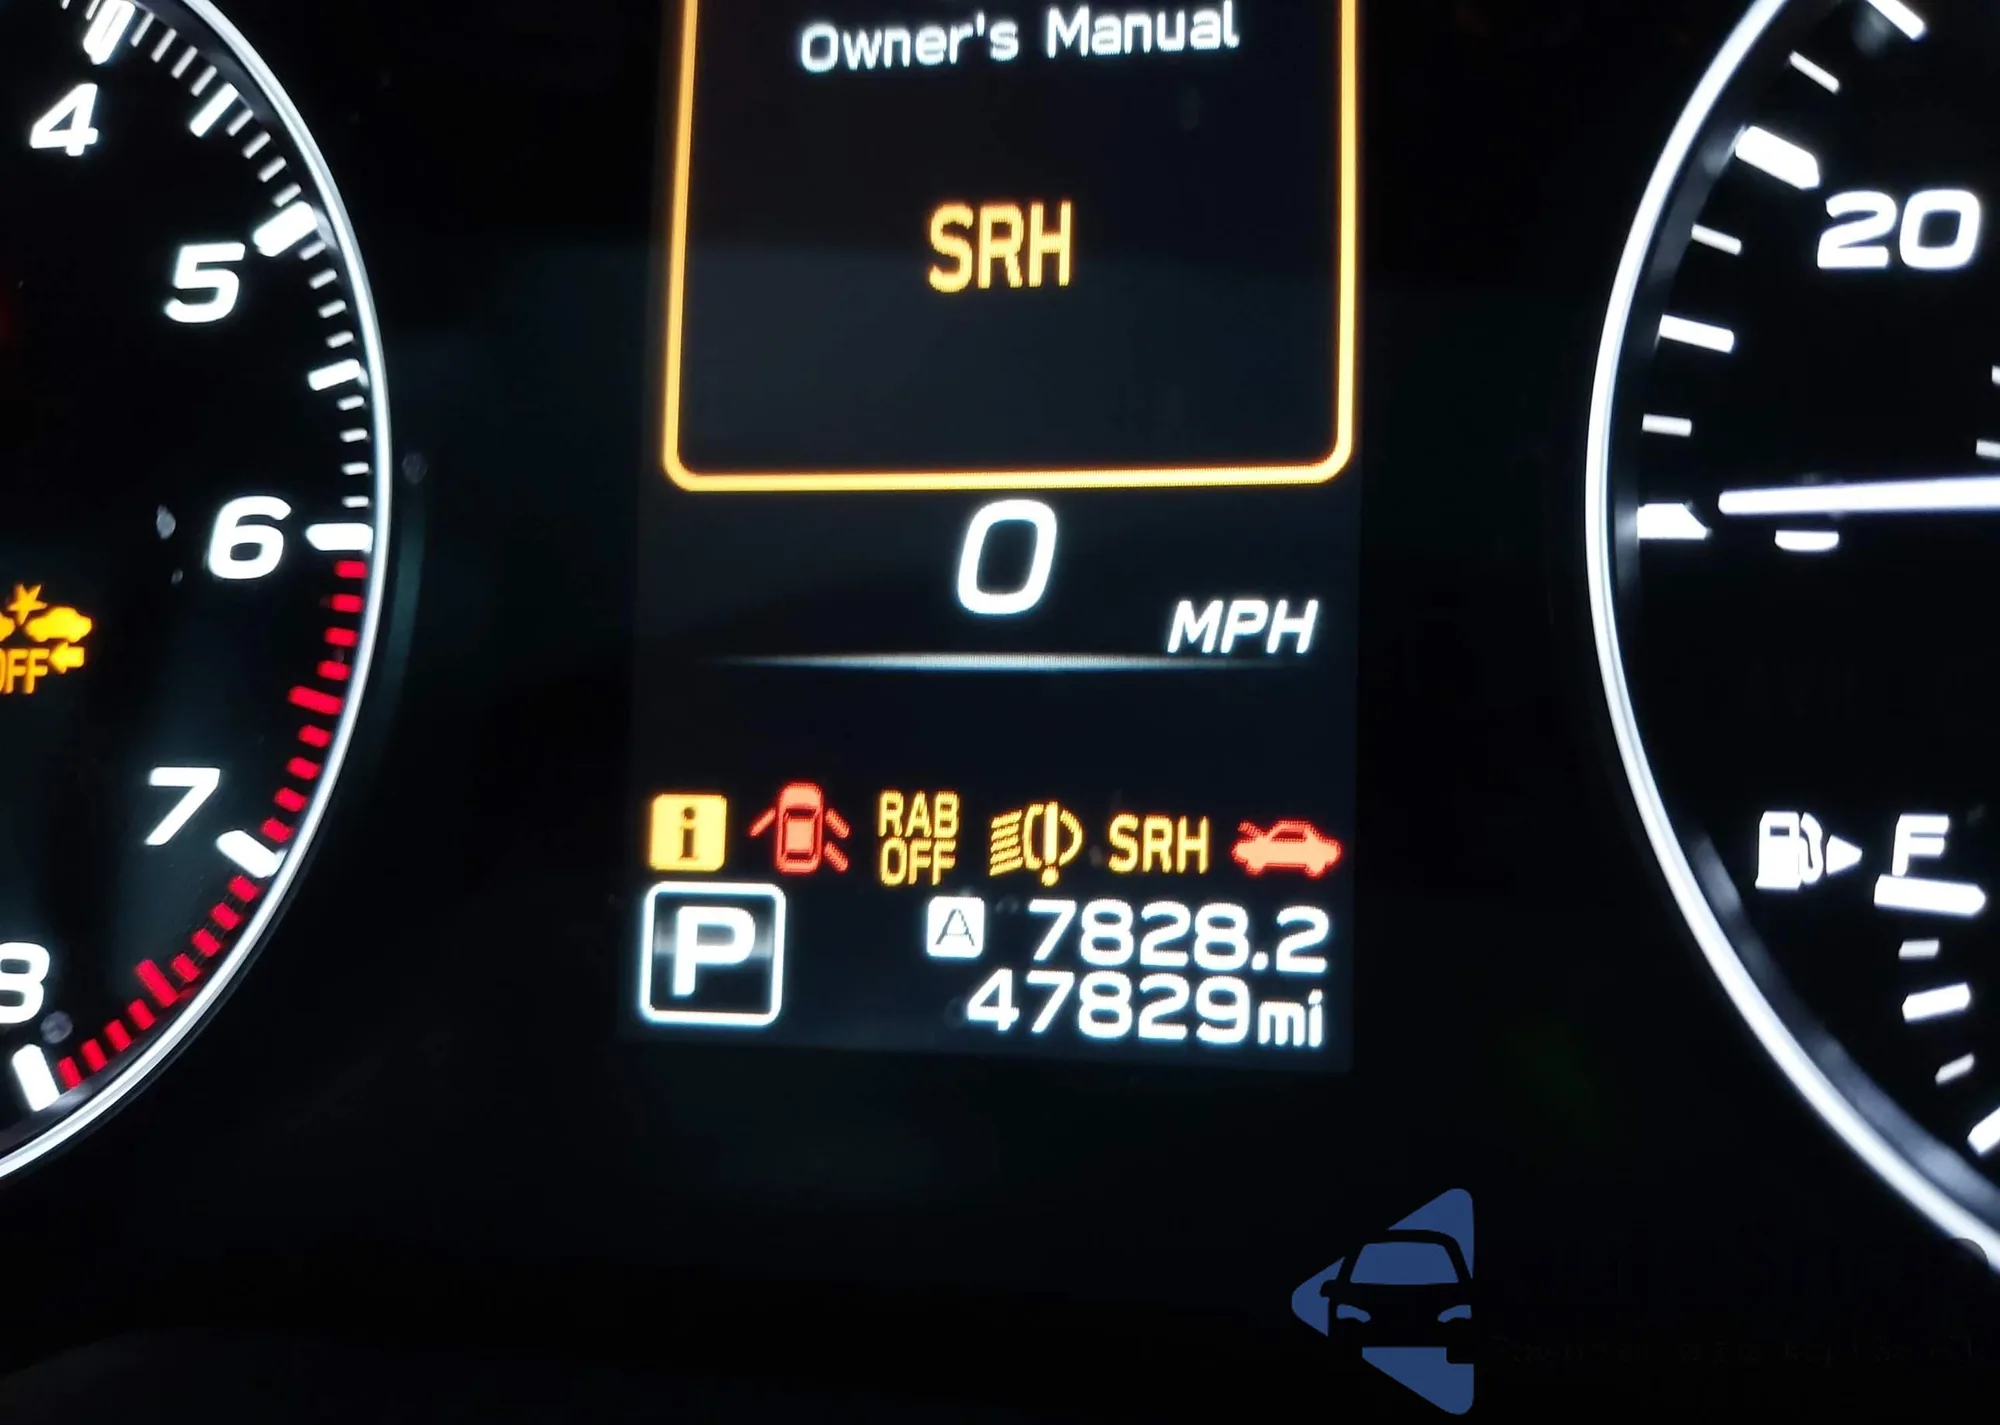 Owner's Manual
SRH
4
5
6
7
8
20
0
MPH
OFF
i
RAB
OFF
SRH
F
P
A 7828.2
47829mi